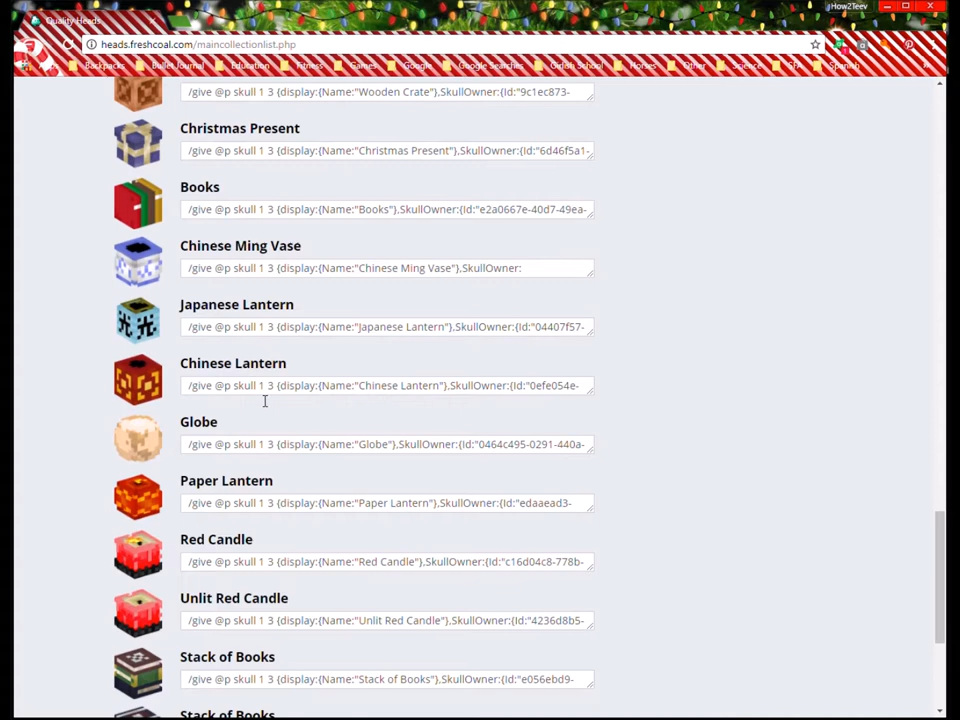 How2Teev
Quality Heads
heads.freshcoal.com/maincollectionlist.php
Backpacks Bullet Journal Education Fitness Games Google Google Searches Gdish School Horses Other Science SFA Spanish
/give @p skull 1 3 {display:{Name:"Wooden Crate"},SkullOwner:{Id:"9c1ec873-
Christmas Present
/give @p skull 1 3 {display:{Name:"Christmas Present"},SkullOwner:{Id:"6d46f5a1-
Books
/give @p skull 1 3 {display:{Name:"Books"},SkullOwner:{Id:"e2a0667e-40d7-49ea-
Chinese Ming Vase
/give @p skull 1 3 {display:{Name:"Chinese Ming Vase"},SkullOwner:
Japanese Lantern
/give @p skull 1 3 {display:{Name:"Japanese Lantern"},SkullOwner:{Id:"04407f57-
Chinese Lantern
/give @p skull 1 3 {display:{Name:"Chinese Lantern"},SkullOwner:{Id:"0efe054e-
Globe
/give @p skull 1 3 {display:{Name:"Globe"},SkullOwner:{Id:"0464c495-0291-440a-
Paper Lantern
/give @p skull 1 3 {display:{Name:"Paper Lantern"},SkullOwner:{Id:"edaaead3-
Red Candle
/give @p skull 1 3 {display:{Name:"Red Candle"},SkullOwner:{Id:"c16d04c8-778b-
Unlit Red Candle
/give @p skull 1 3 {display:{Name:"Unlit Red Candle"},SkullOwner:{Id:"4236d8b5-
Stack of Books
/give @p skull 1 3 {display:{Name:"Stack of Books"},SkullOwner:{Id:"e056ebd9-
Stack of Books